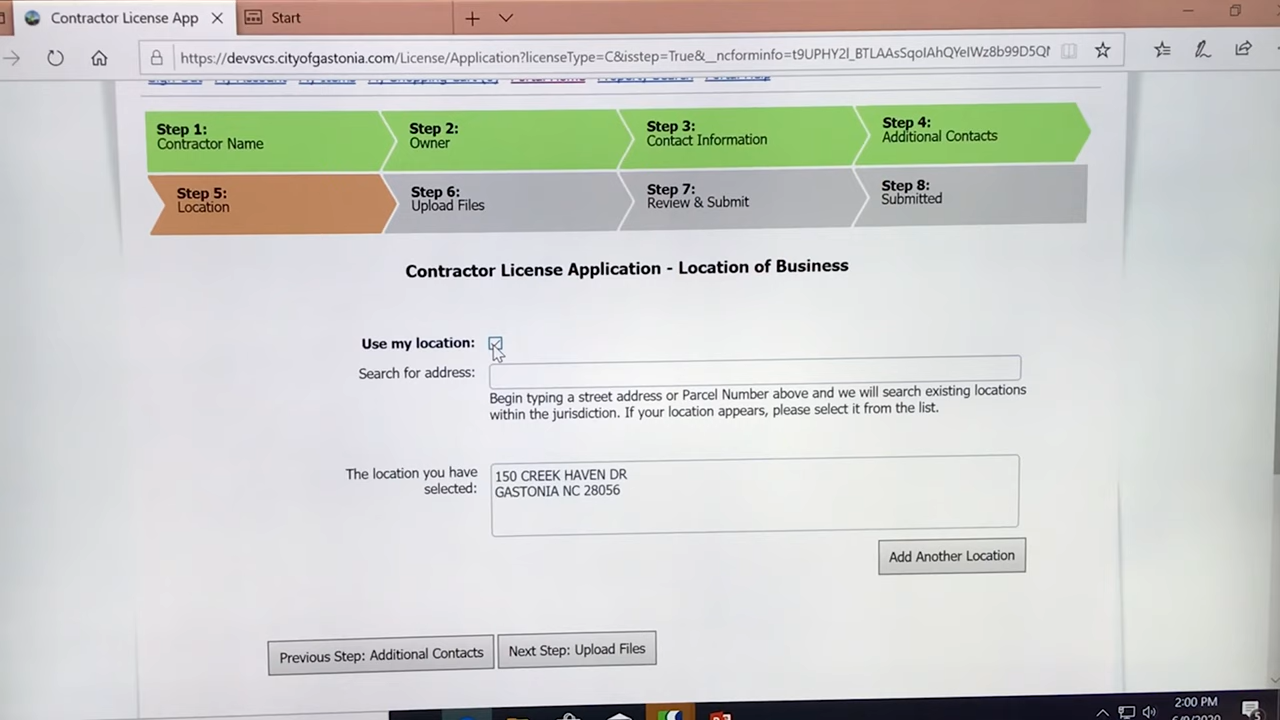 Contractor License App
Start
https://devsvcs.cityofgastonia.com/License/Application?licenseType=C&isstep=True&__ncforminfo=
Step 1:
Contractor Name
Step 2:
Owner
Step 3:
Contact Information
Step 4:
Additional Contacts
Step 5:
Location
Step 6:
Upload Files
Step 7:
Review & Submit
Step 8:
Submitted
Contractor License Application - Location of Business
Use my location:
Search for address:
Begin typing a street address or Parcel Number above and we will search existing locations
within the jurisdiction. If your location appears, please select it from the list.
The location you have
selected:
150 CREEK HAVEN DR
GASTONIA NC 28056
Add Another Location
Previous Step: Additional Contacts
Next Step: Upload Files
2:00 PM